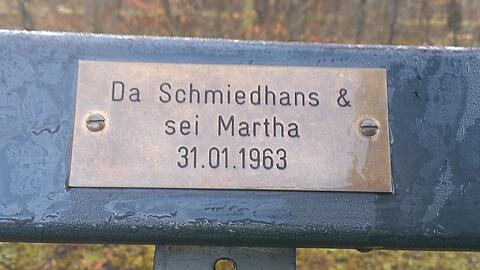 Da Schmiedhans &
sei Martha
31.01.1963